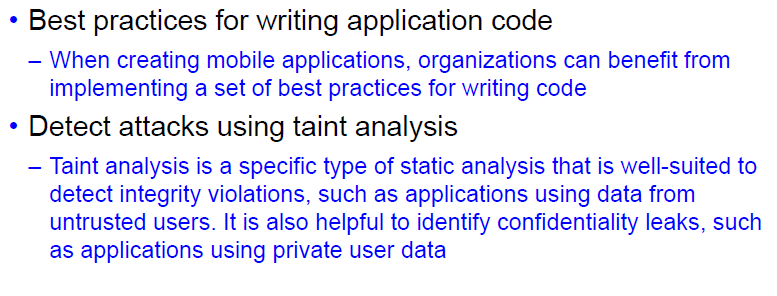 • Best practices for writing application code
– When creating mobile applications, organizations can benefit from
implementing a set of best practices for writing code
• Detect attacks using taint analysis
– Taint analysis is a specific type of static analysis that is well-suited to
detect integrity violations, such as applications using data from
untrusted users. It is also helpful to identify confidentiality leaks, such
as applications using private user data